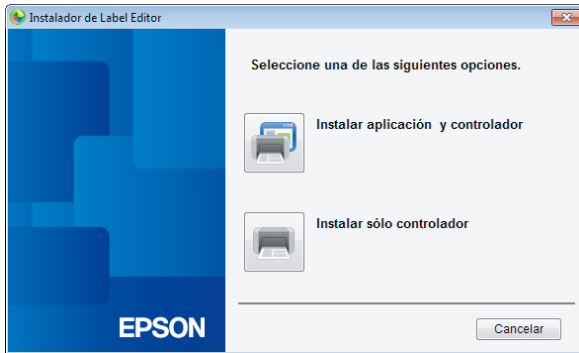 Instalador de Label Editor
Seleccione una de las siguientes opciones.
Instalar aplicación y controlador
Instalar sólo controlador
EPSON
Cancelar